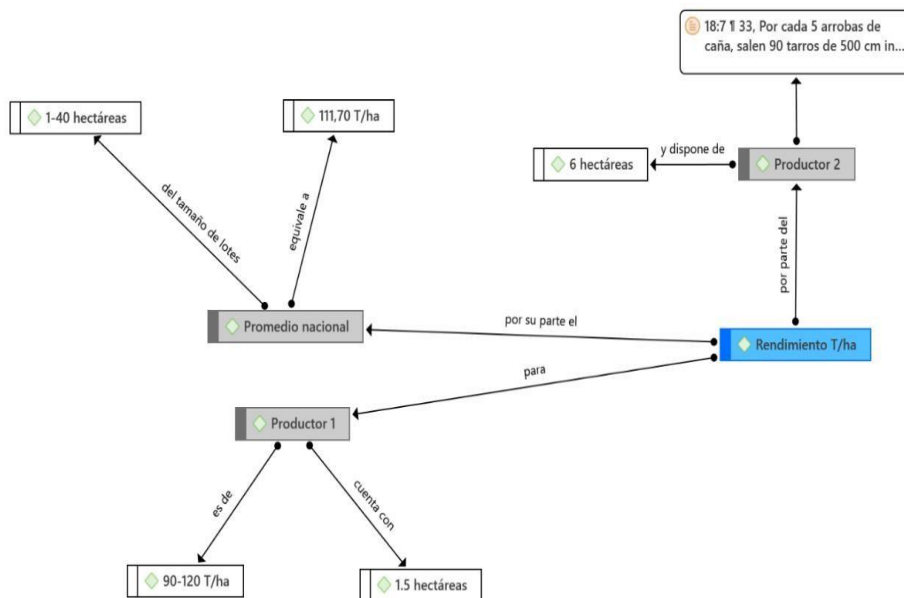 18:7 ¶ 33, Por cada 5 arrobas de
caña, salen 90 tarros de 500 cm in...
1-40 hectáreas
111,70 T/ha
y dispone de
6 hectáreas
Productor 2
del tamaño de lotes
equivale a
por parte del
Promedio nacional
por su parte el
Rendimiento T/ha
para
Productor 1
es de
cuenta con
90-120 T/ha
1.5 hectáreas